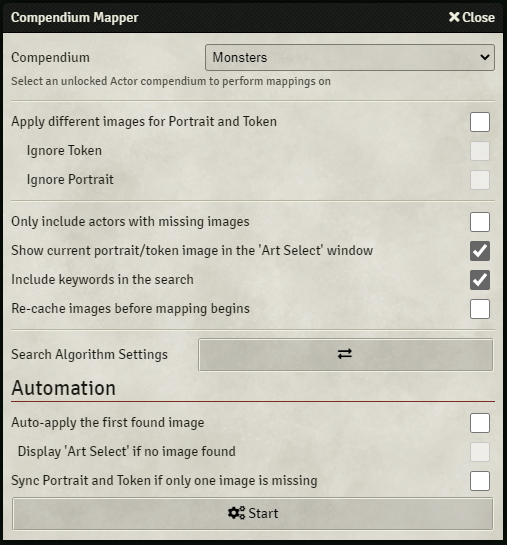 Compendium Mapper
Close
Compendium
Monsters
Select an unlocked Actor compendium to perform mappings on
Apply different images for Portrait and Token
Ignore Token
Ignore Portrait
Only include actors with missing images
Show current portrait/token image in the 'Art Select' window
Include keywords in the search
Re-cache images before mapping begins
Search Algorithm Settings
Automation
Auto-apply the first found image
Display 'Art Select' if no image found
Sync Portrait and Token if only one image is missing
Start